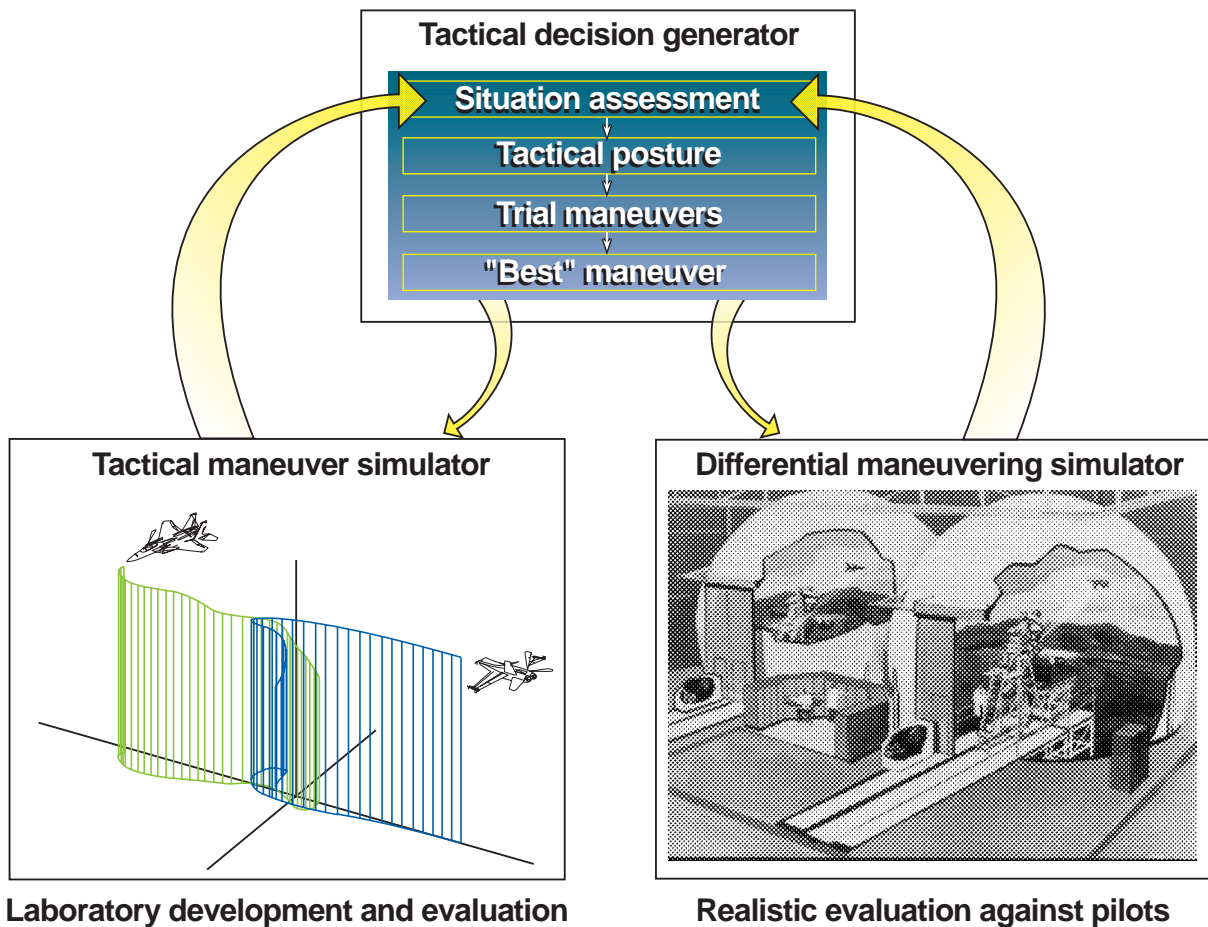 Tactical decision generator
Situation assessment
Tactical posture
Trial maneuvers
"Best" maneuver
Tactical maneuver simulator
Differential maneuvering simulator
Laboratory development and evaluation
Realistic evaluation against pilots